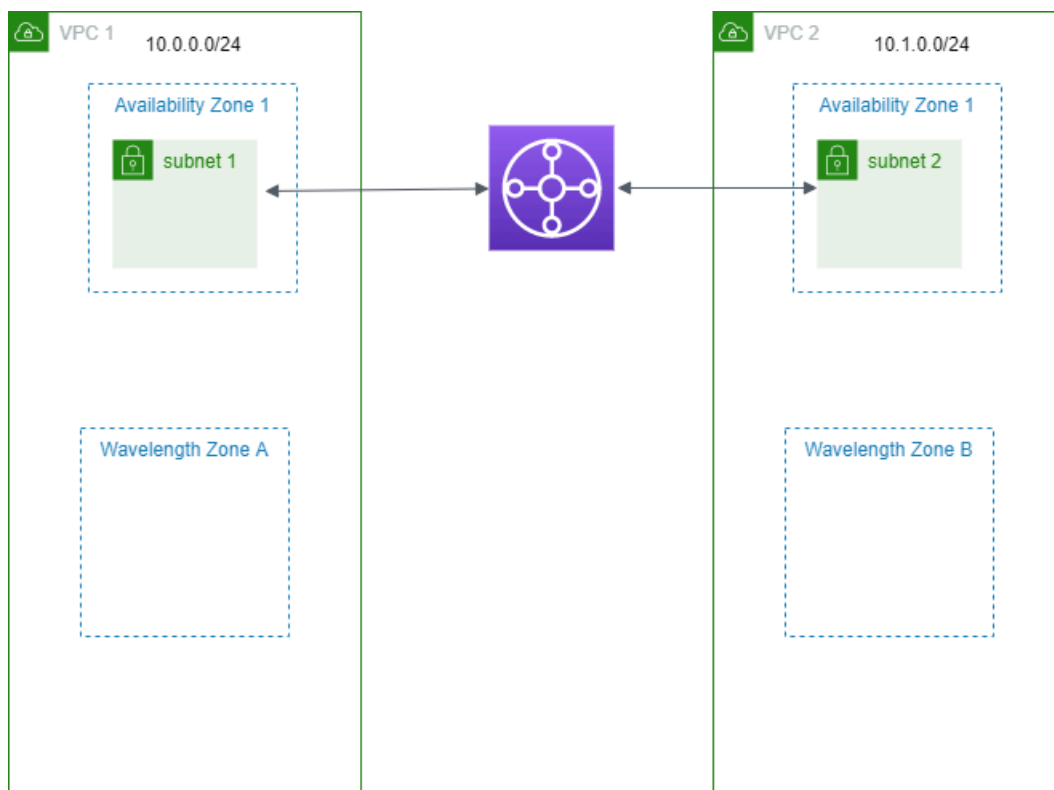 VPC 1
10.0.0.0/24
Availability Zone 1
subnet 1
Wavelength Zone A
VPC 2
10.1.0.0/24
Availability Zone 1
subnet 2
Wavelength Zone B